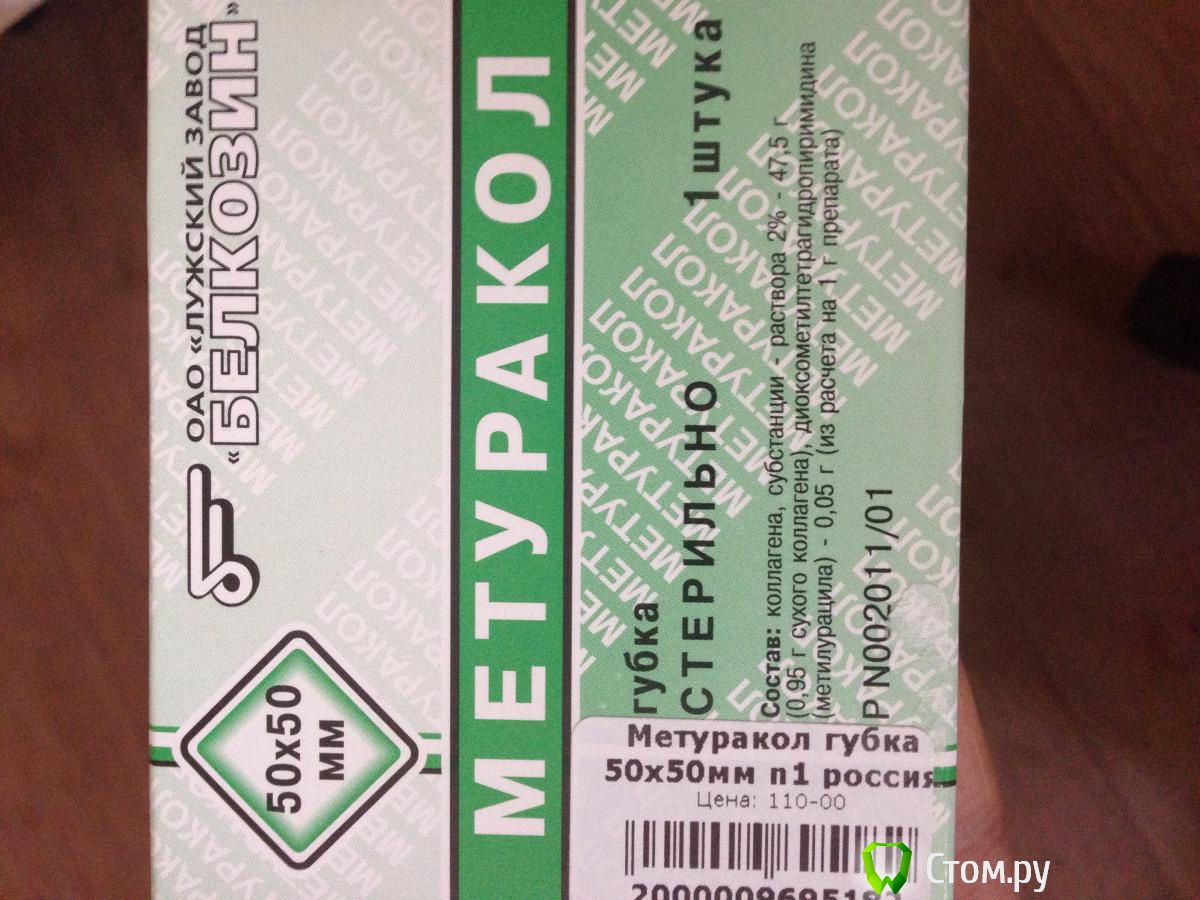 ОАО «ЛУЖСКИЙ ЗАВОД
«БЕЛКОЗИН»
50x50
мм
МЕТУРАКОЛ
губка
СТЕРИЛЬНО 1 штука
Состав: коллагена, субстанции - раствора 2% - 47,5 г
(0,95 г сухого коллагена), диоксометилтетрагидропиримидина
(метилурацила) - 0,05 г (из расчета на 1 г препарата)
Р N002011/01
Метуракол губка
50x50мм n1 россия
Цена: 110-00
Стом.ру